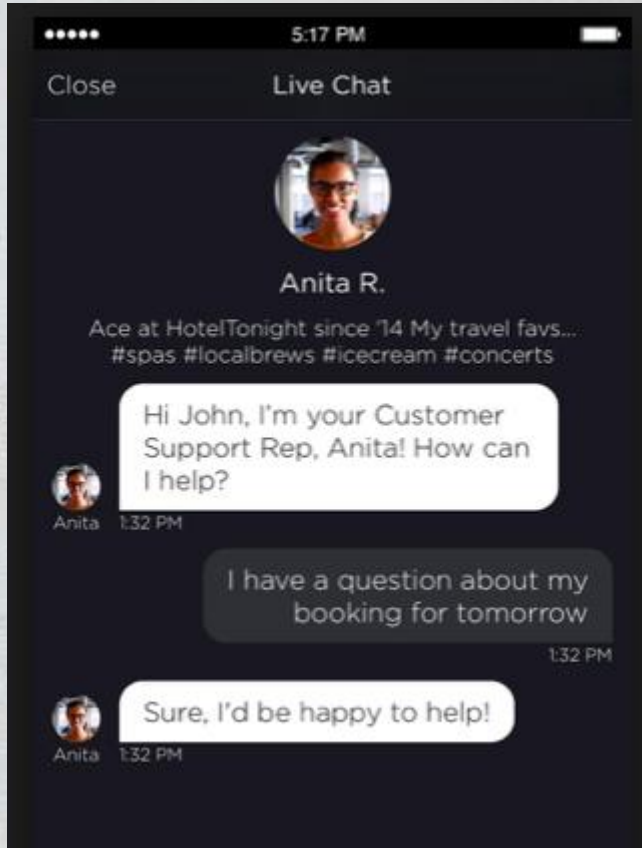 5:17 PM
Close
Live Chat
Anita R.
Ace at HotelTonight since '14 My travel favs...
#spas #localbrews #icecream #concerts
Hi John, I'm your Customer
Support Rep, Anita! How can
I help?
Anita
1:32 PM
I have a question about my
booking for tomorrow
1:32 PM
Sure, I'd be happy to help!
Anita
1:32 PM